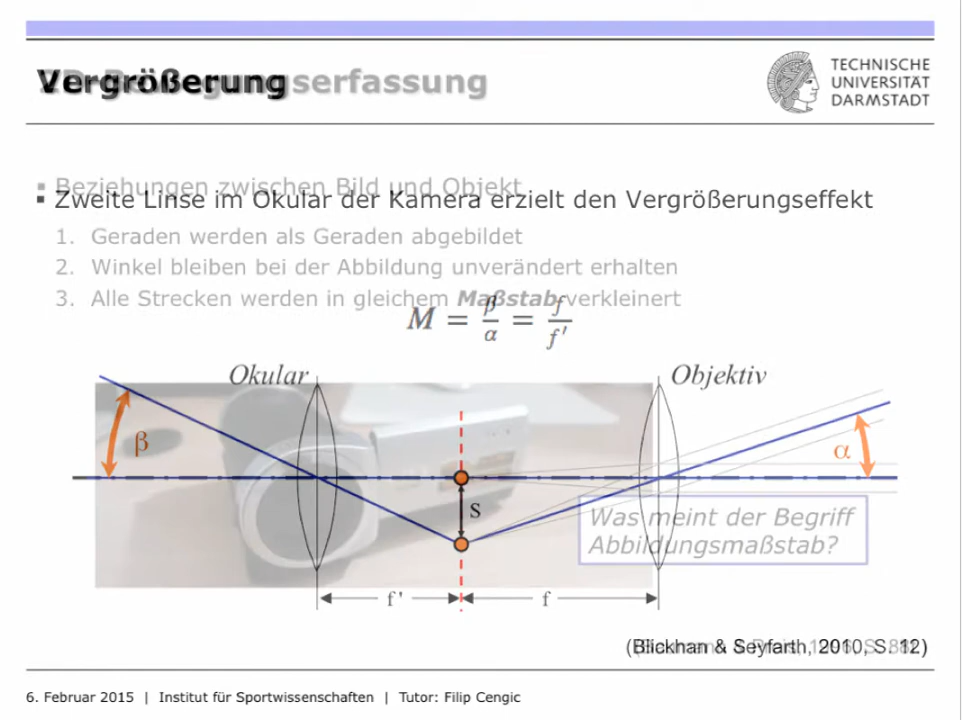 Vergrößerung
serfassung
TECHNISCHE
UNIVERSITÄT
DARMSTADT
Beziehungen zwischen Bild und Objekt
Zweite Linse im Okular der Kamera erzielt den Vergrößerungseffekt
1. Geraden werden als Geraden abgebildet
2. Winkel bleiben bei der Abbildung unverändert erhalten
3. Alle Strecken werden in gleichem Maßstab verkleinert
M = β/α = f/f'
Okular
Objektiv
β
α
s
Was meint der Begriff
Abbildungsmaßstab?
f'
f
(Blickhan & Seyfarth, 2010, S. 12)
6. Februar 2015 | Institut für Sportwissenschaften | Tutor: Filip Cengic